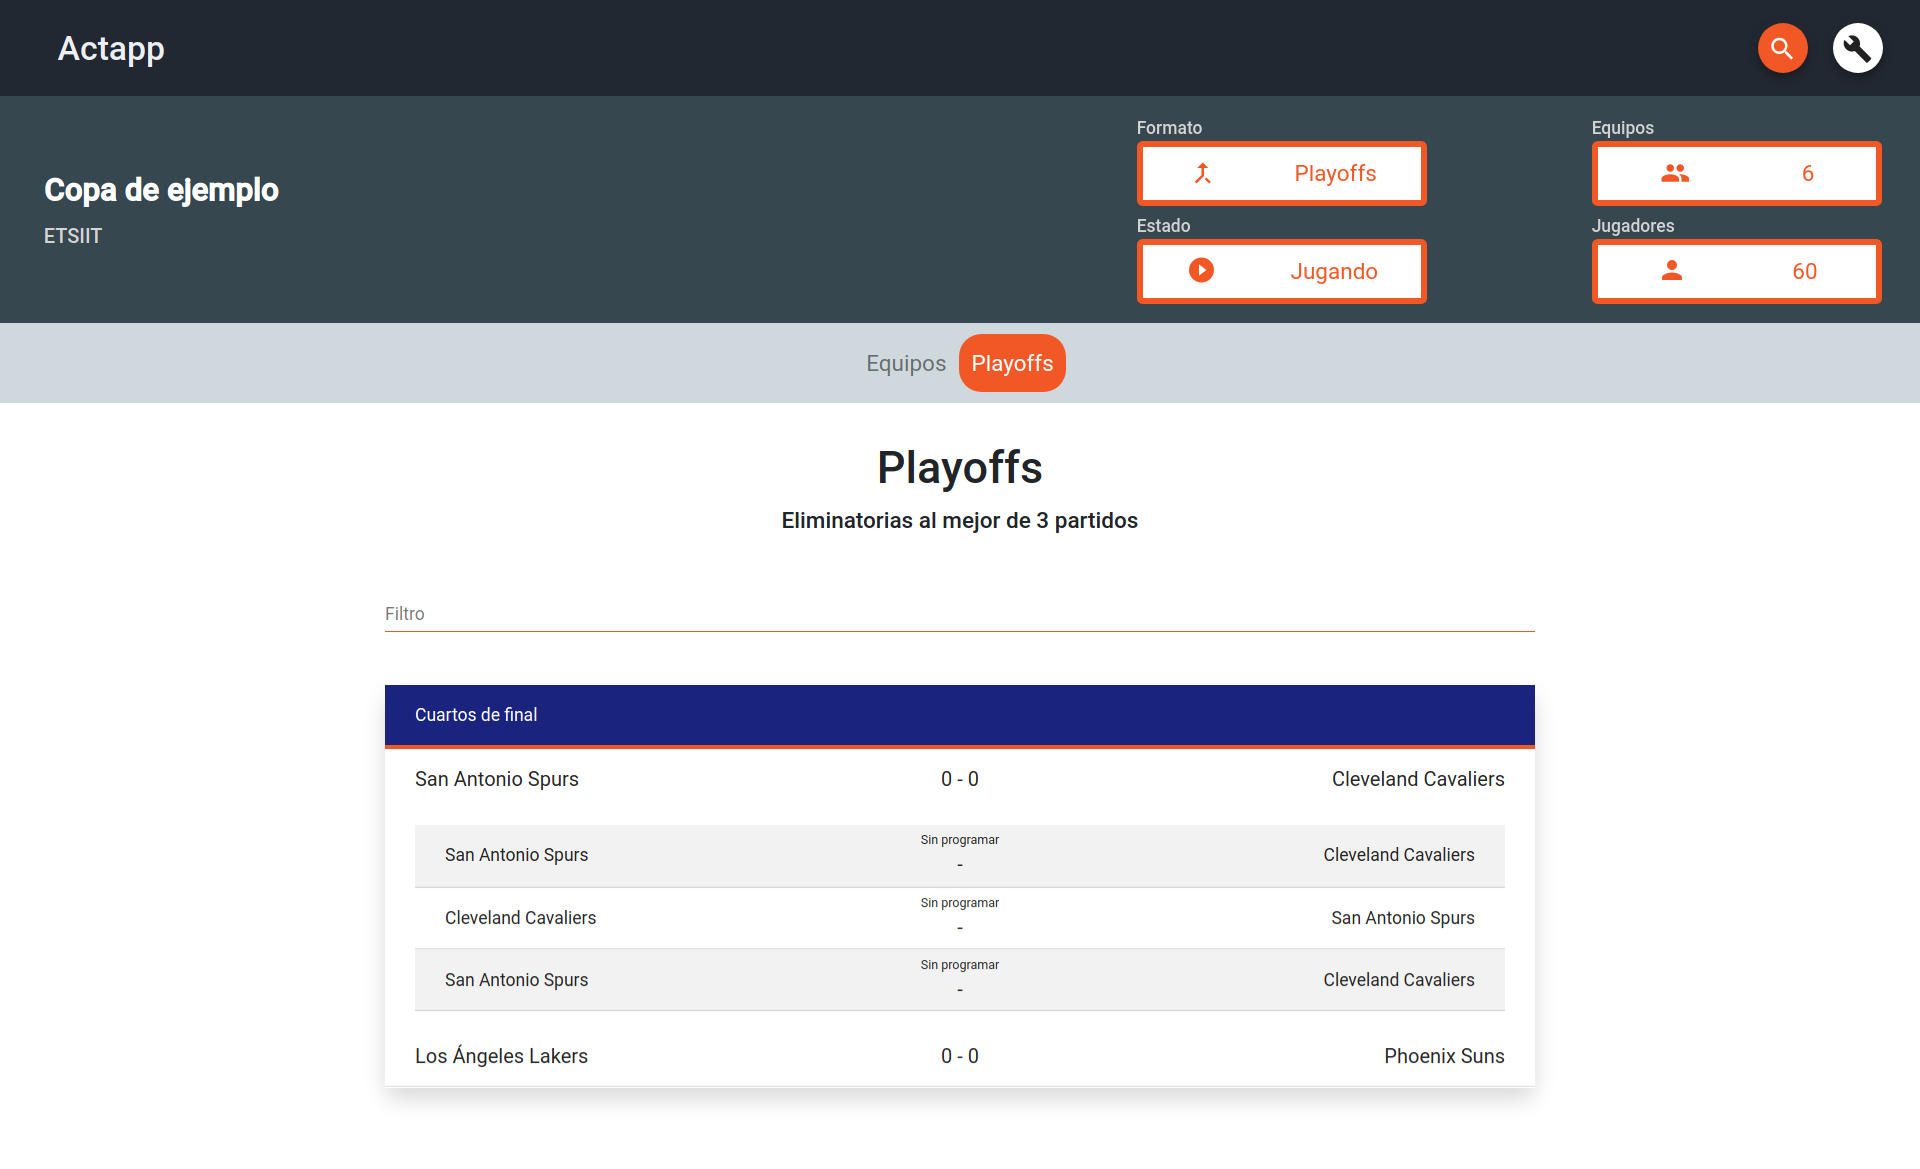 Actapp
Copa de ejemplo
ETSIIT
Formato
Playoffs
Equipos
6
Estado
Jugando
Jugadores
60
Equipos Playoffs
Playoffs
Eliminatorias al mejor de 3 partidos
Filtro
Cuartos de final
San Antonio Spurs 0 - 0 Cleveland Cavaliers
Sin programar
San Antonio Spurs - Cleveland Cavaliers
Sin programar
Cleveland Cavaliers - San Antonio Spurs
Sin programar
San Antonio Spurs - Cleveland Cavaliers
Los Ángeles Lakers 0 - 0 Phoenix Suns